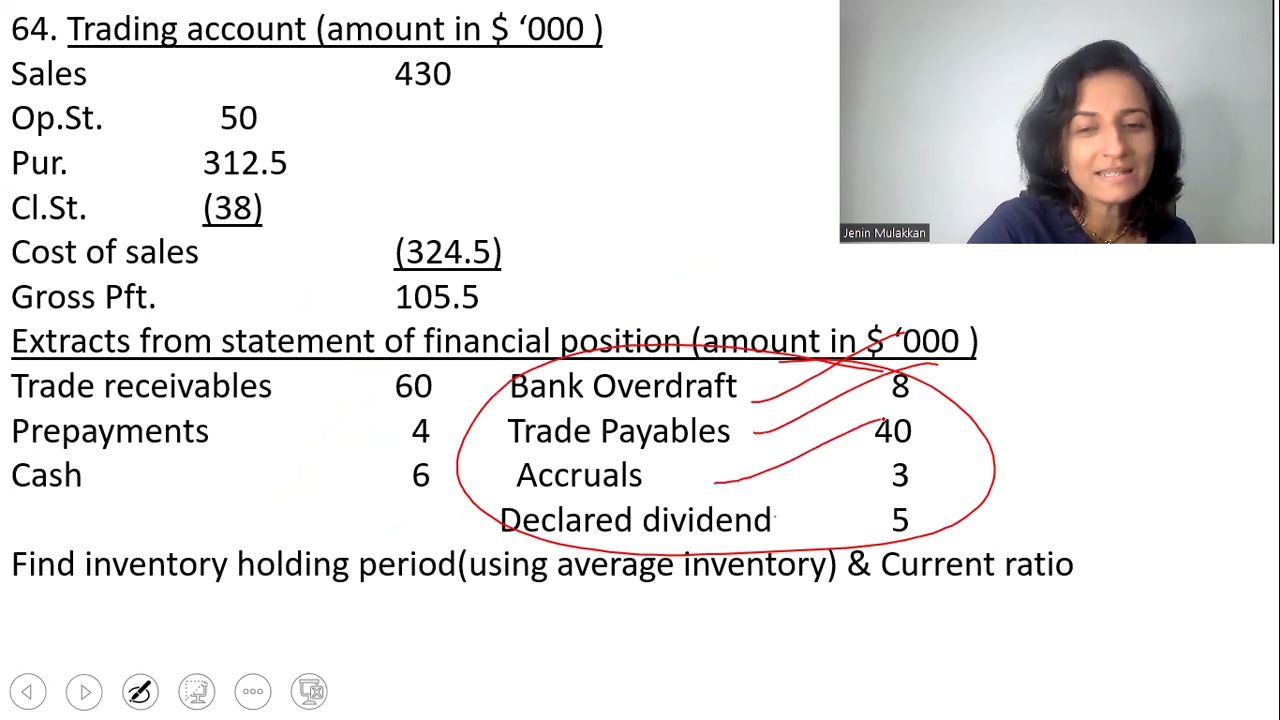 64. Trading account (amount in $ ‘000 )
Sales 430
Op.St. 50
Pur. 312.5
Cl.St. (38)
Cost of sales (324.5)
Gross Pft. 105.5
Extracts from statement of financial position (amount in $ ‘000 )
Trade receivables 60 Bank Overdraft 8
Prepayments 4 Trade Payables 40
Cash 6 Accruals 3
Declared dividend 5
Find inventory holding period(using average inventory) & Current ratio
Jenin Mulakkan